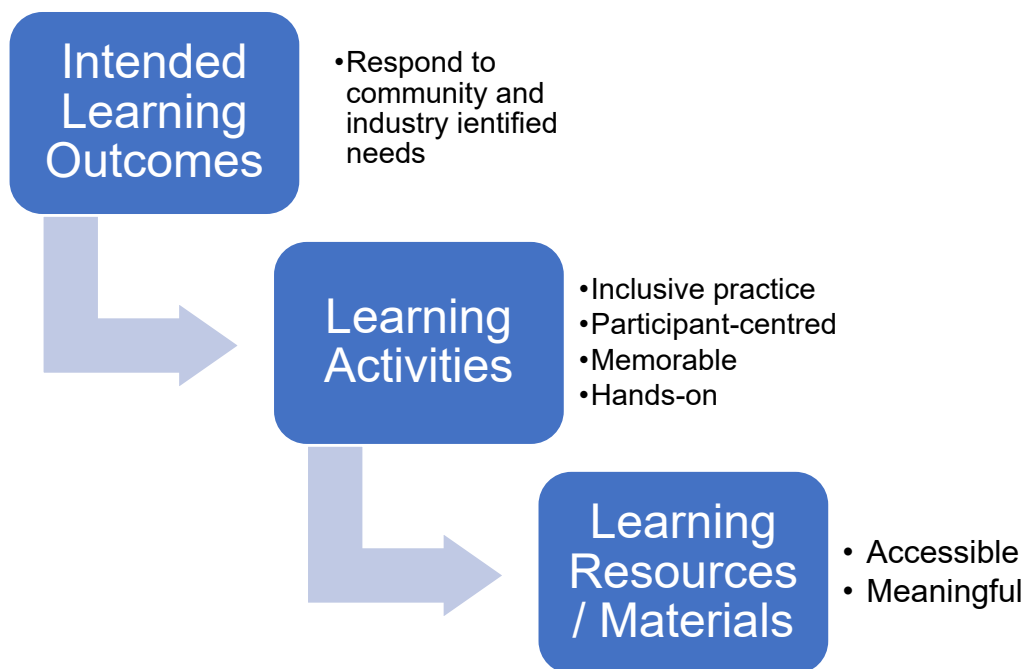 Intended
Learning
Outcomes
•Respond to
community and
industry ientified
needs
Learning
Activities
•Inclusive practice
•Participant-centred
•Memorable
•Hands-on
Learning
Resources
/ Materials
• Accessible
• Meaningful